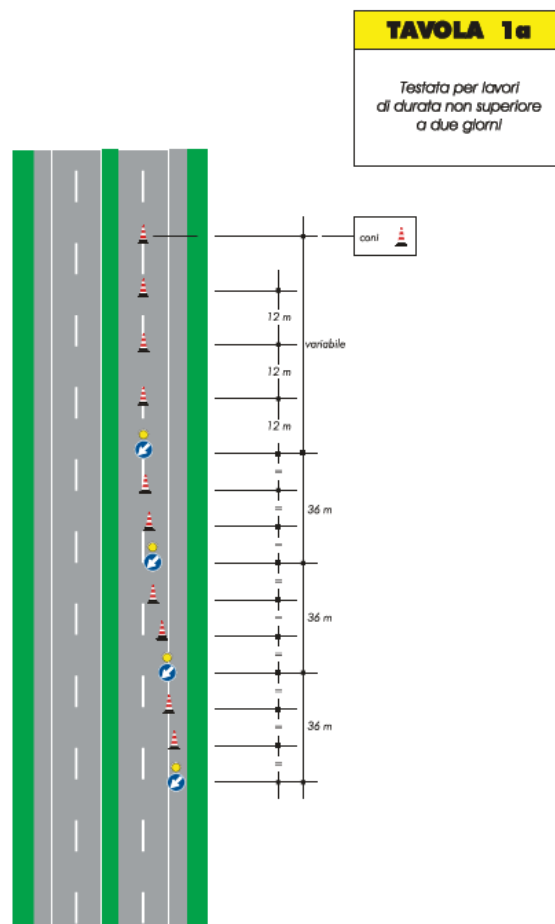 TAVOLA 1a
Testata per lavori
di durata non superiore
a due giorni
coni
12 m
variabile
12 m
12 m
=
=
36 m
=
=
=
36 m
=
=
=
36 m
=